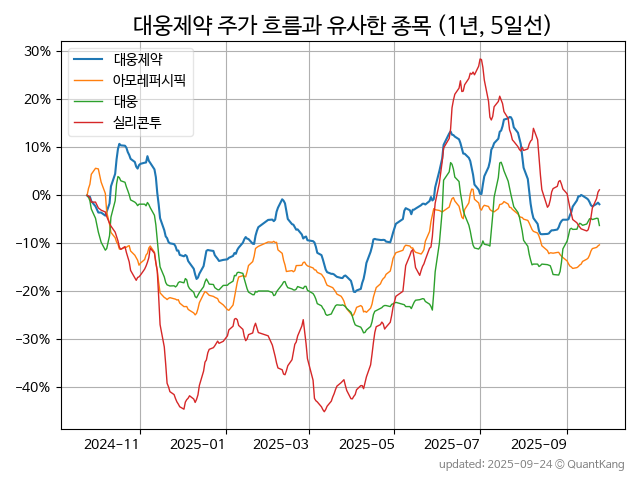 대웅제약 주가 흐름과 유사한 종목 (1년, 5일선)
30%
20%
10%
0%
−10%
−20%
−30%
−40%
대웅제약
아모레퍼시픽
대웅
실리콘투
2024-11
2025-01
2025-03
2025-05
2025-07
2025-09
updated: 2025-09-24 © QuantKang